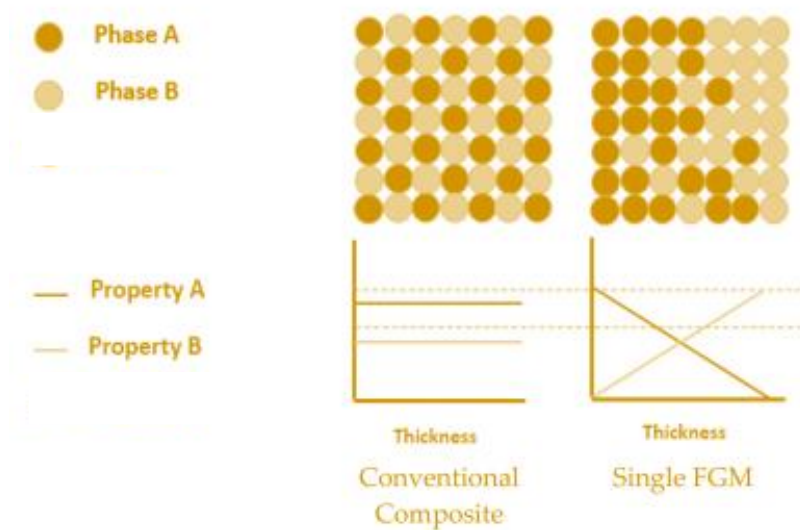 Phase A
Phase B
Property A
Property B
Thickness
Thickness
Conventional
Composite
Single FGM